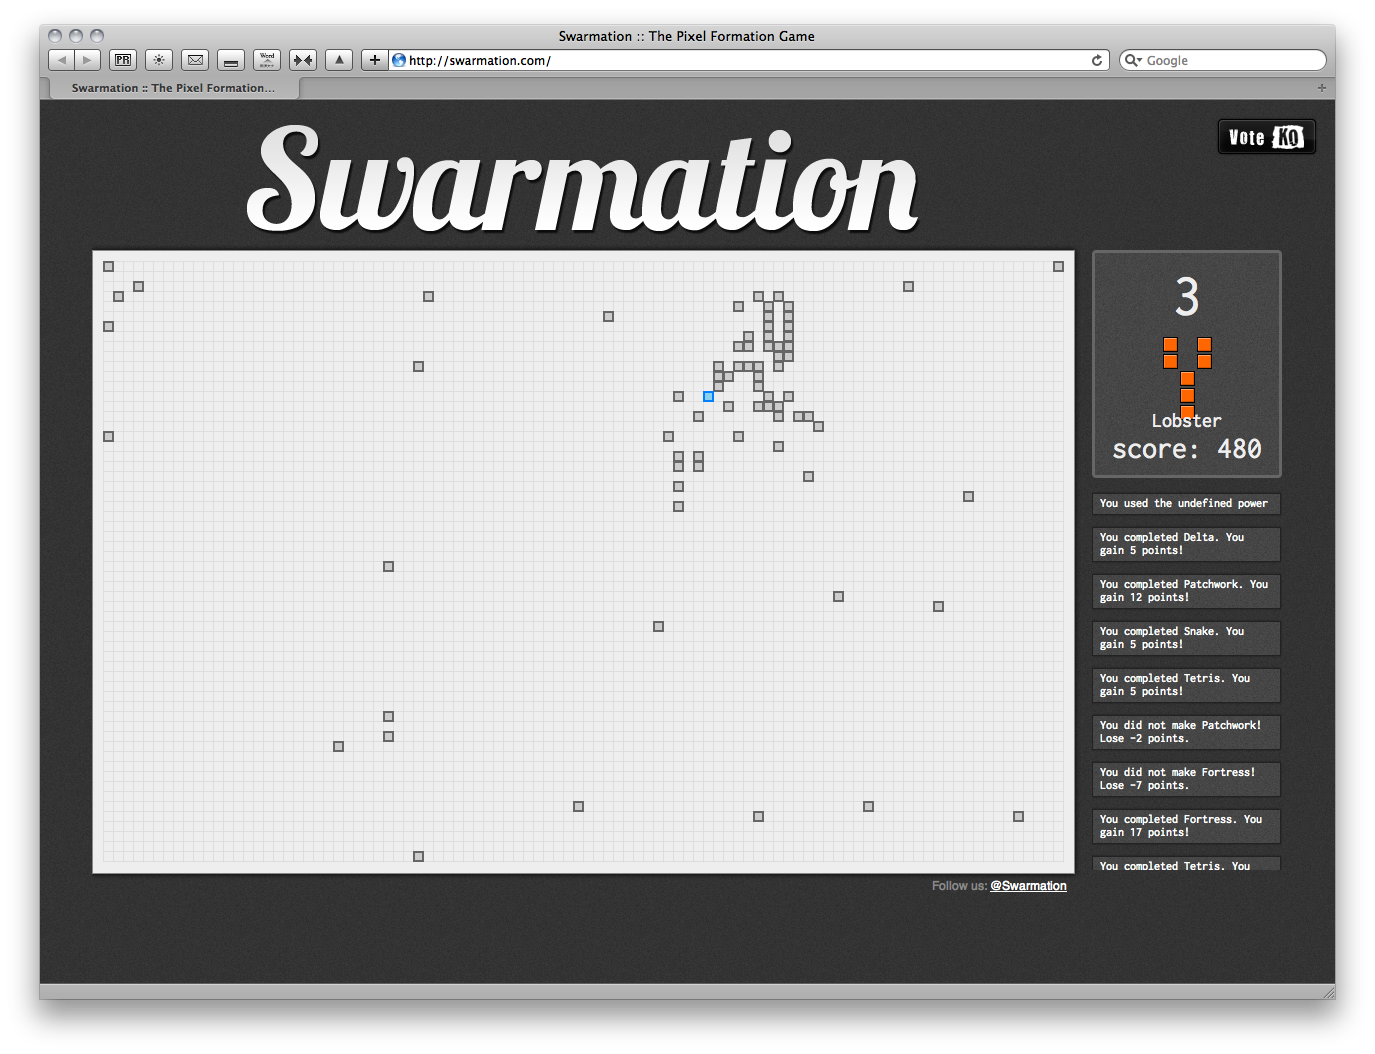 Swarmation :: The Pixel Formation Game
PR
Word
http://swarmation.com/
Google
Swarmation :: The Pixel Formation...
Swarmation
Vote KO
3
Lobster
score: 480
You used the undefined power
You completed Delta. You
gain 5 points!
You completed Patchwork. You
gain 12 points!
You completed Snake. You
gain 5 points!
You completed Tetris. You
gain 5 points!
You did not make Patchwork!
Lose -2 points.
You did not make Fortress!
Lose -7 points.
You completed Fortress. You
gain 17 points!
You completed Tetris. You
Follow us: @Swarmation